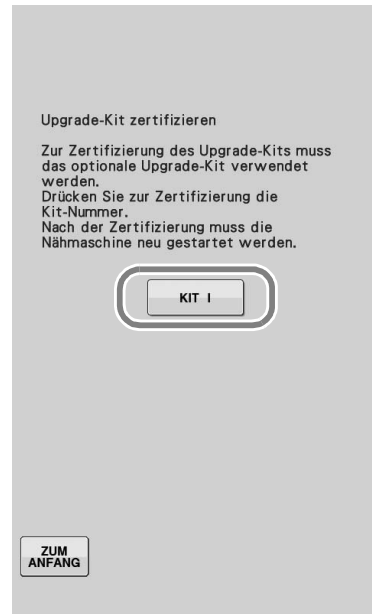 Upgrade-Kit zertifizieren
Zur Zertifizierung des Upgrade-Kits muss
das optionale Upgrade-Kit verwendet
werden.
Drücken Sie zur Zertifizierung die
Kit-Nummer.
Nach der Zertifizierung muss die
Nähmaschine neu gestartet werden.
KIT I
ZUM
ANFANG